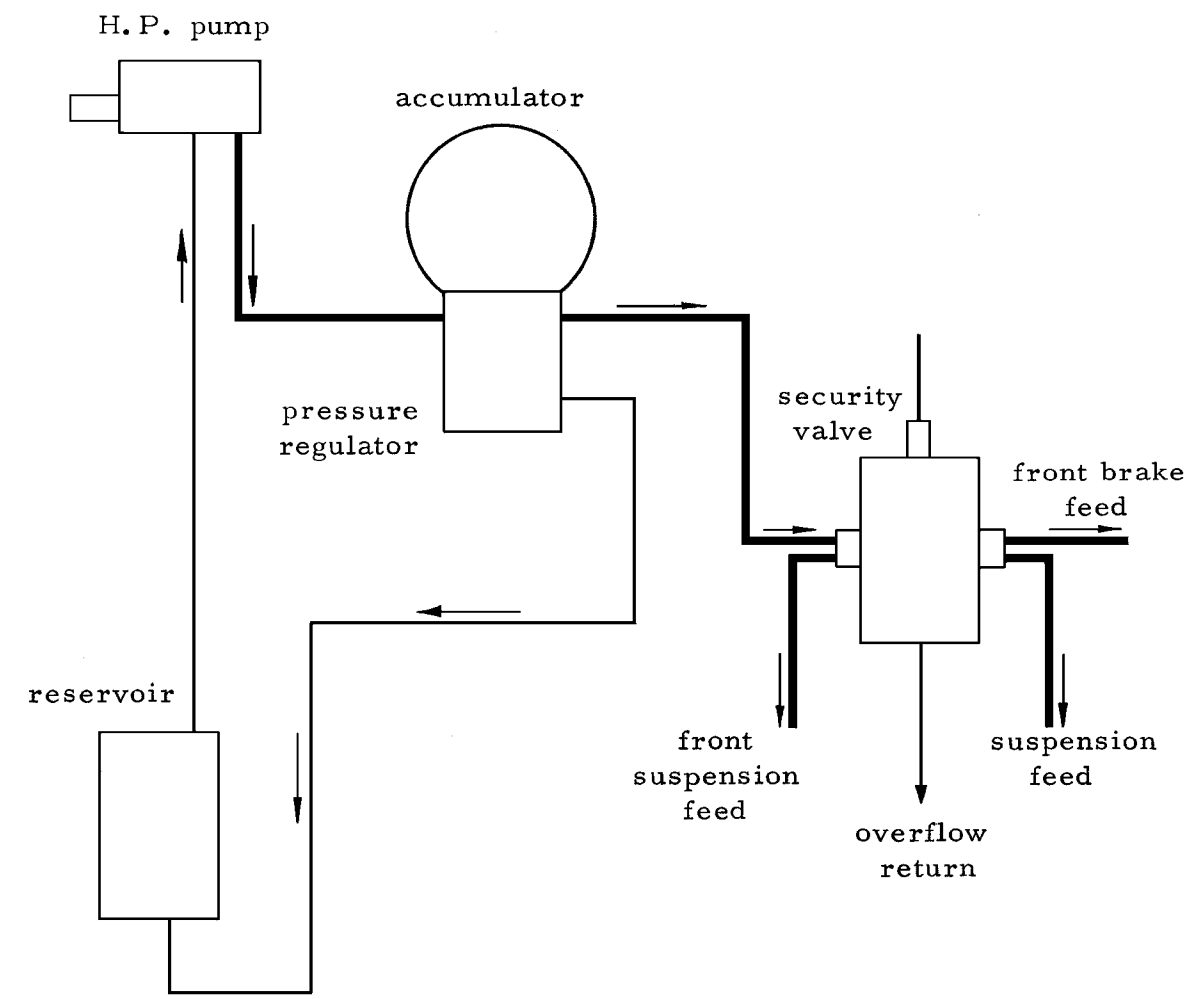 H. P. pump
accumulator
pressure
regulator
security
valve
front brake
feed
reservoir
front
suspension
feed
suspension
feed
overflow
return